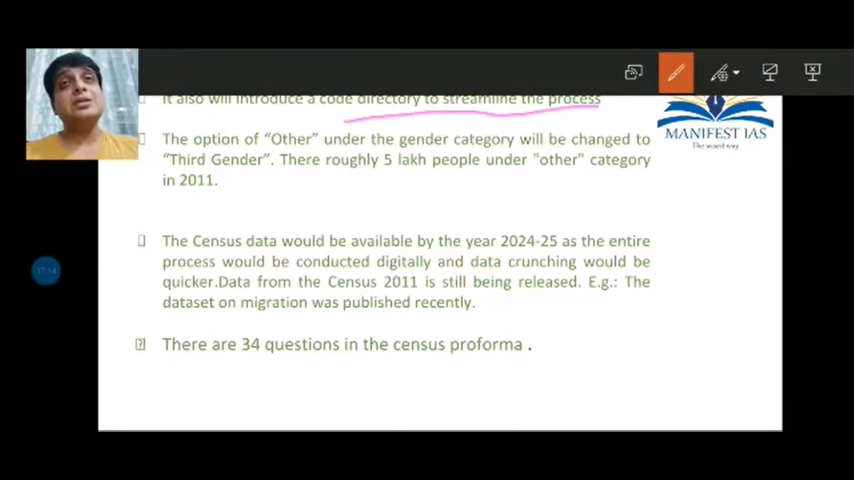 It also will introduce a code directory to streamline the process
The option of “Other” under the gender category will be changed to
“Third Gender”. There roughly 5 lakh people under "other" category
in 2011.
MANIFEST IAS
The wisest way
The Census data would be available by the year 2024-25 as the entire
process would be conducted digitally and data crunching would be
quicker.Data from the Census 2011 is still being released. E.g.: The
dataset on migration was published recently.
17:14
There are 34 questions in the census proforma .